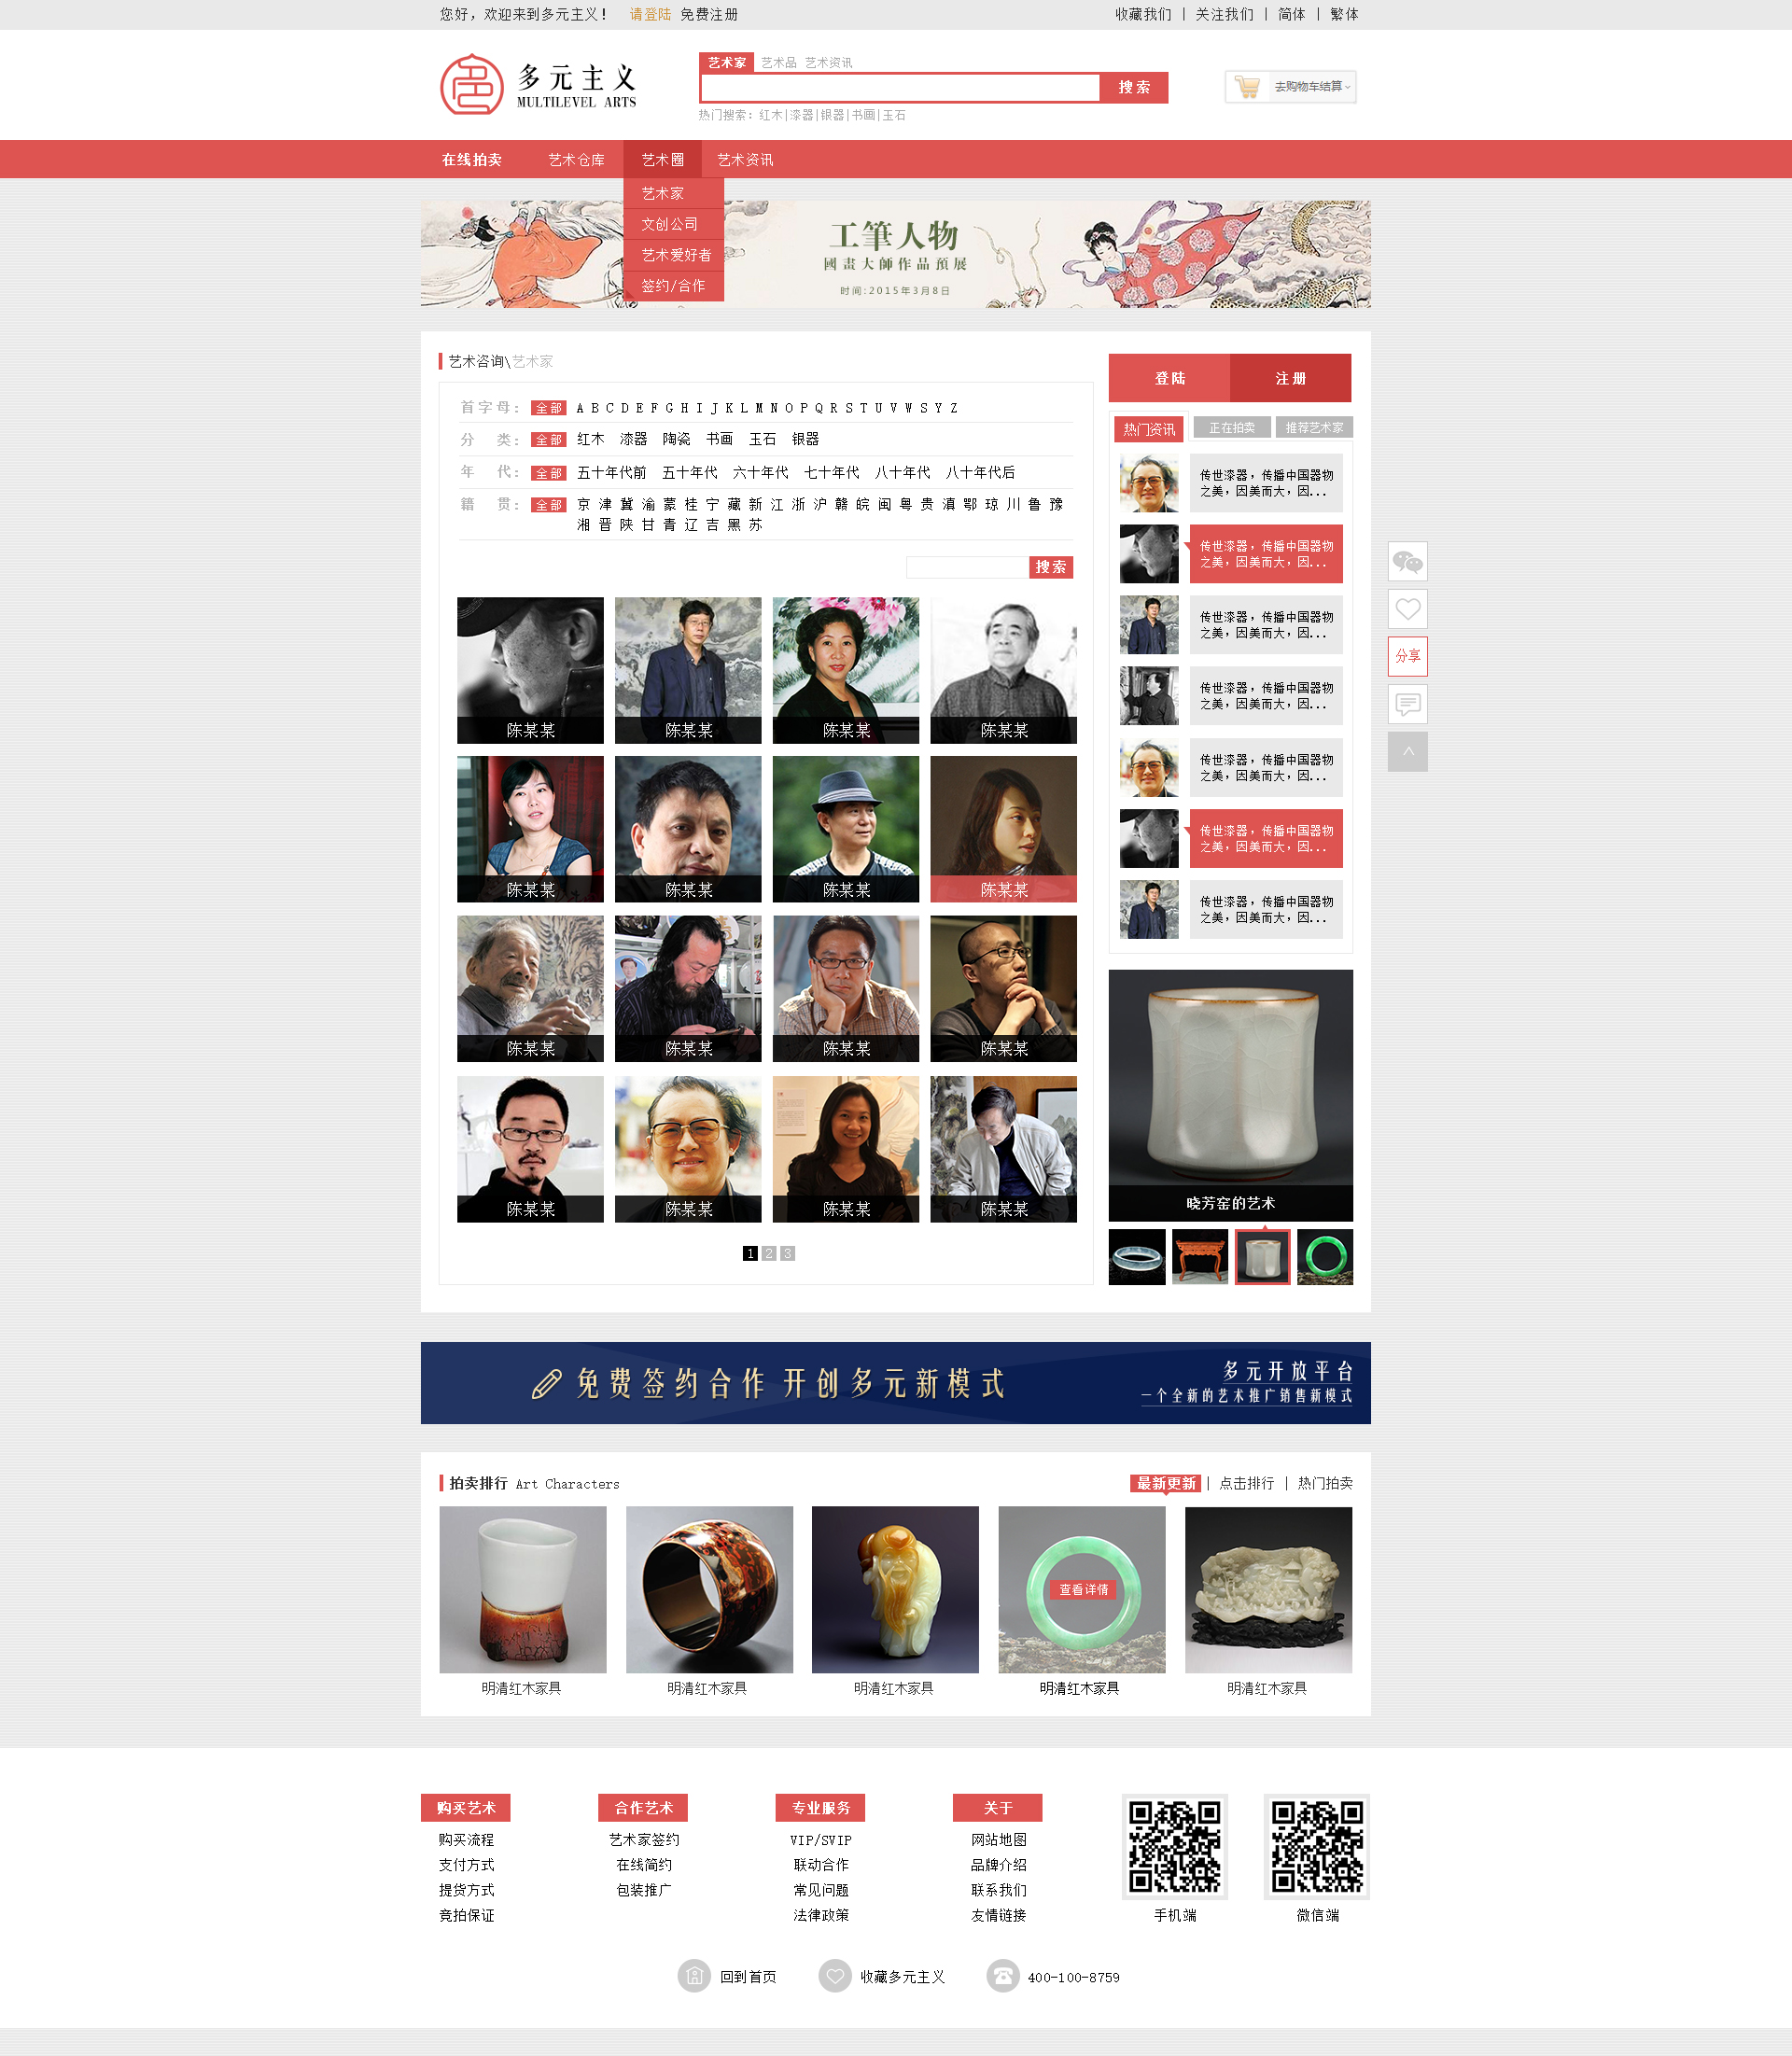 您好，欢迎来到多元主义！ 请登陆 免费注册
收藏我们 | 关注我们 | 简体 | 繁体
多元主义
MULTILEVEL ARTS
艺术家 艺术品 艺术资讯
搜索
热门搜索：红木|漆器|银器|书画|玉石
去购物车结算
在线拍卖 艺术仓库 艺术圈 艺术资讯
艺术家
文创公司
艺术爱好者
签约/合作
工筆人物
國畫大師作品預展
时间:2015年3月8日
艺术咨询\艺术家
首字母： 全部 A B C D E F G H I J K L M N O P Q R S T U V W S Y Z
分 类： 全部 红木 漆器 陶瓷 书画 玉石 银器
年 代： 全部 五十年代前 五十年代 六十年代 七十年代 八十年代 八十年代后
籍 贯： 全部 京 津 冀 渝 蒙 桂 宁 藏 新 江 浙 沪 赣 皖 闽 粤 贵 滇 鄂 琼 川 鲁 豫
湘 晋 陕 甘 青 辽 吉 黑 苏
搜索
陈某某 陈某某 陈某某 陈某某
陈某某 陈某某 陈某某 陈某某
陈某某 陈某某 陈某某 陈某某
陈某某 陈某某 陈某某 陈某某
1 2 3
登陆 注册
热门资讯 正在拍卖 推荐艺术家
传世漆器，传播中国器物
之美，因美而大，因...
传世漆器，传播中国器物
之美，因美而大，因...
传世漆器，传播中国器物
之美，因美而大，因...
传世漆器，传播中国器物
之美，因美而大，因...
传世漆器，传播中国器物
之美，因美而大，因...
传世漆器，传播中国器物
之美，因美而大，因...
传世漆器，传播中国器物
之美，因美而大，因...
晓芳窑的艺术
分享
免费签约合作 开创多元新模式
多元开放平台
一个全新的艺术推广销售新模式
拍卖排行 Art Characters
最新更新 | 点击排行 | 热门拍卖
查看详情
明清红木家具 明清红木家具 明清红木家具 明清红木家具 明清红木家具
购买艺术
购买流程
支付方式
提货方式
竞拍保证
合作艺术
艺术家签约
在线简约
包装推广
专业服务
VIP/SVIP
联动合作
常见问题
法律政策
关于
网站地图
品牌介绍
联系我们
友情链接
手机端 微信端
回到首页 收藏多元主义 400-100-8759